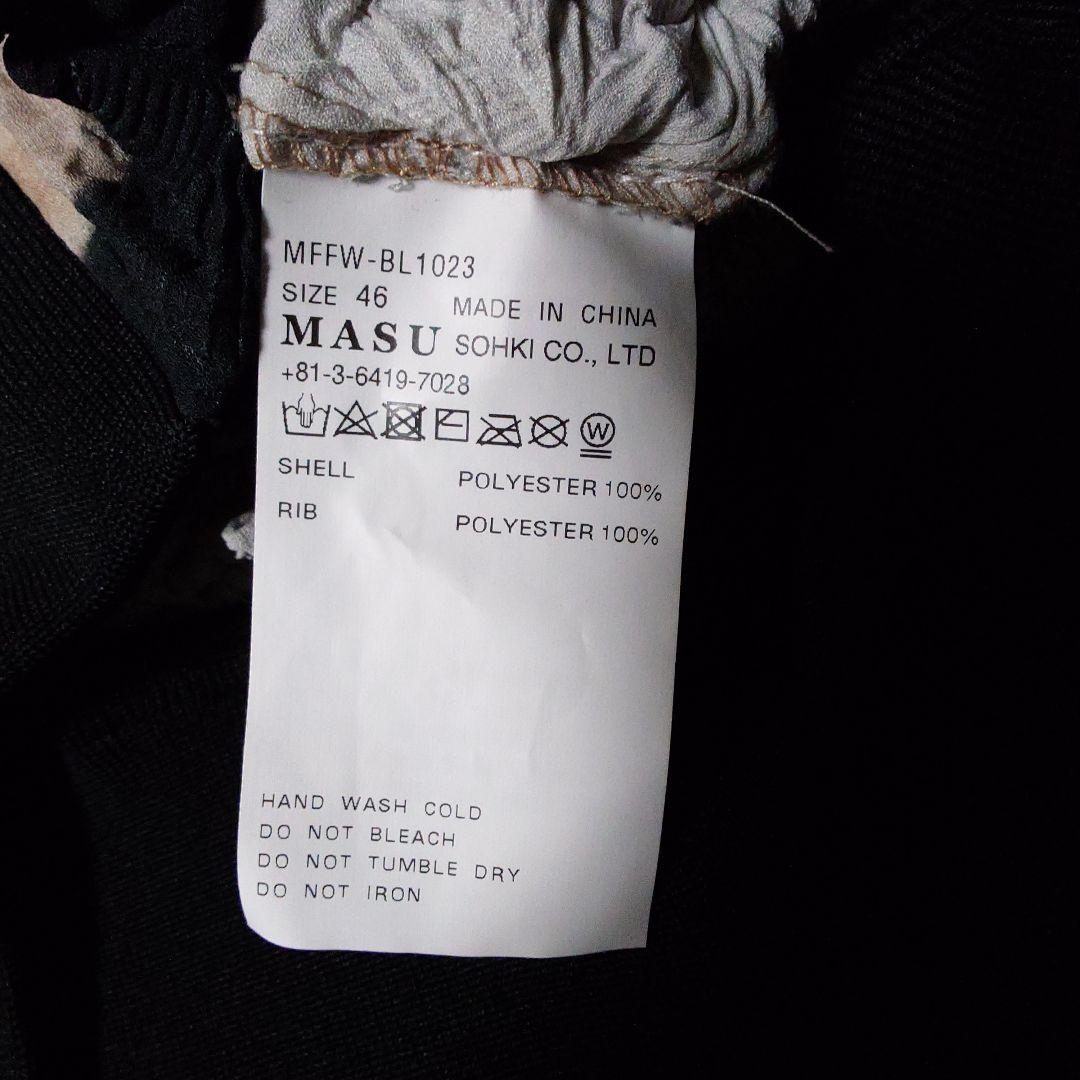 MFFW-BL1023
SIZE 46 MADE IN CHINA
MASU SOHKI CO., LTD
+81-3-6419-7028
W
SHELL POLYESTER 100%
RIB POLYESTER 100%
HAND WASH COLD
DO NOT BLEACH
DO NOT TUMBLE DRY
DO NOT IRON